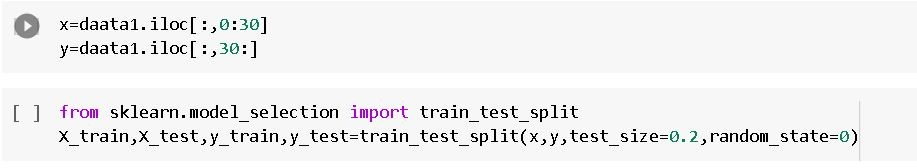 x=daata1.iloc[:,0:30]
y=daata1.iloc[:,30:]
[ ] from sklearn.model_selection import train_test_split
X_train,X_test,y_train,y_test=train_test_split(x,y,test_size=0.2,random_state=0)